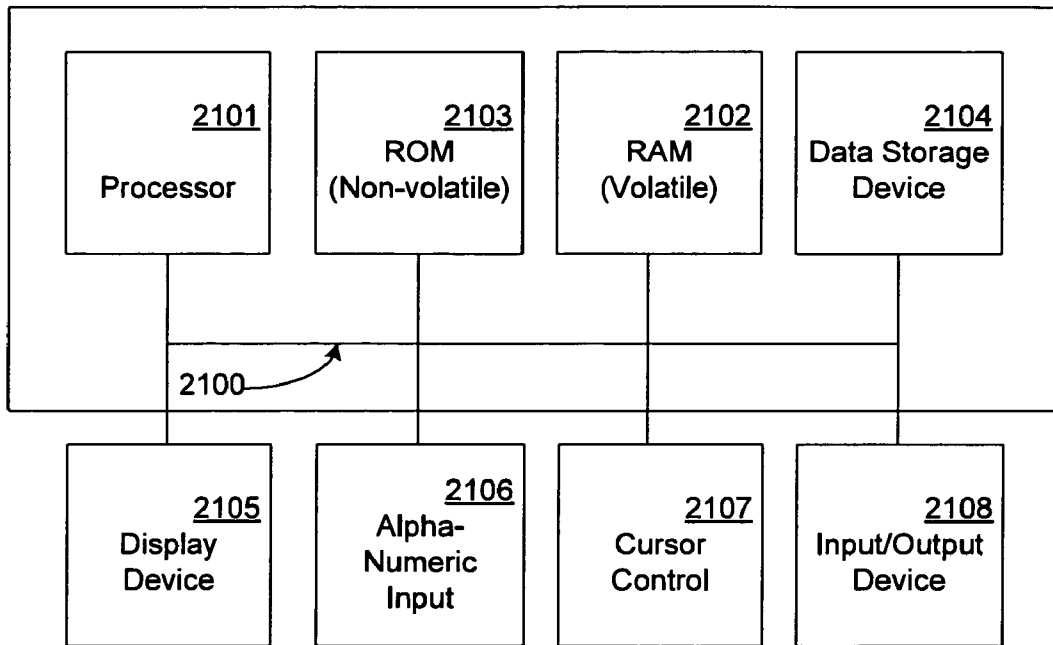 2101
Processor
2103
ROM
(Non-volatile)
2102
RAM
(Volatile)
2104
Data Storage
Device
2100
2105
Display
Device
2106
Alpha-
Numeric
Input
2107
Cursor
Control
2108
Input/Output
Device